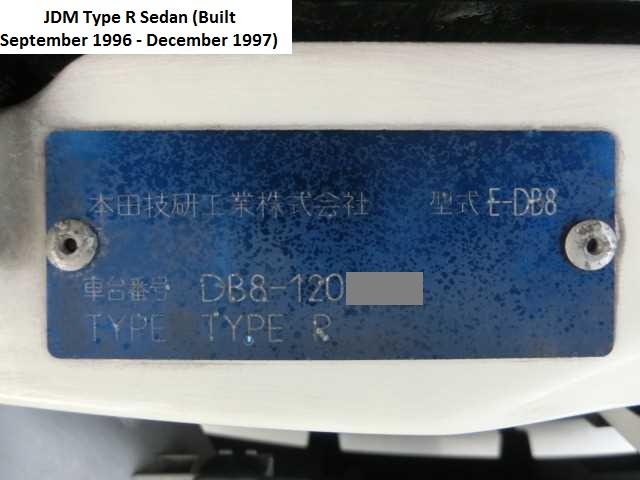 JDM Type R Sedan (Built
September 1996 - December 1997)
本田技研工業株式会社 型式 E-DB8
車台番号 DB8-120
TYPE TYPE R